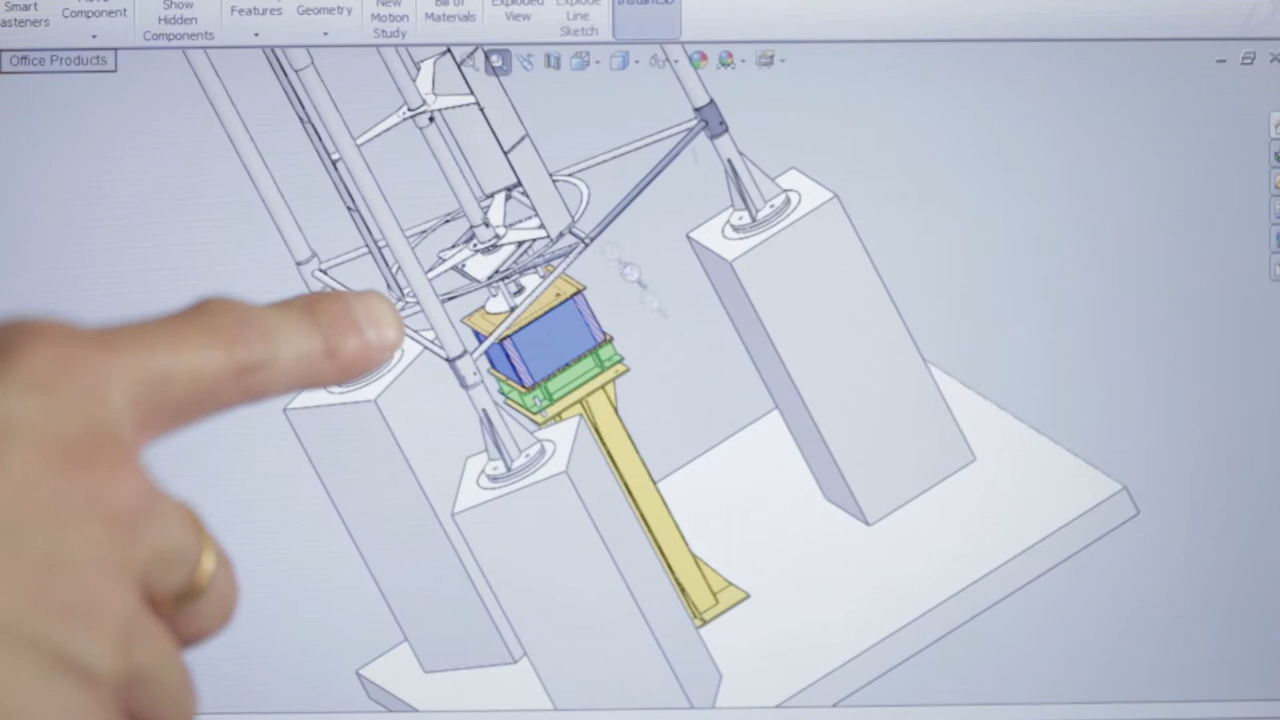 Smart
asteners
Component
Show
Hidden
Components
Features
Geometry
New
Motion
Study
Bill of
Materials
Exploded
View
Explode
Line
Sketch
Instant3D
Office Products